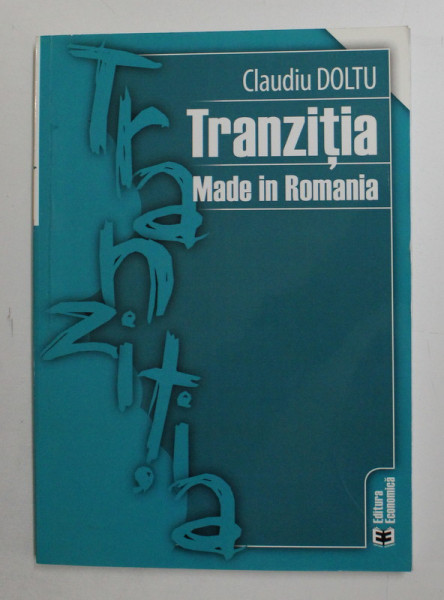 Claudiu DOLTU
Tranziția
Made in Romania
Tranziția
Editura
Economică